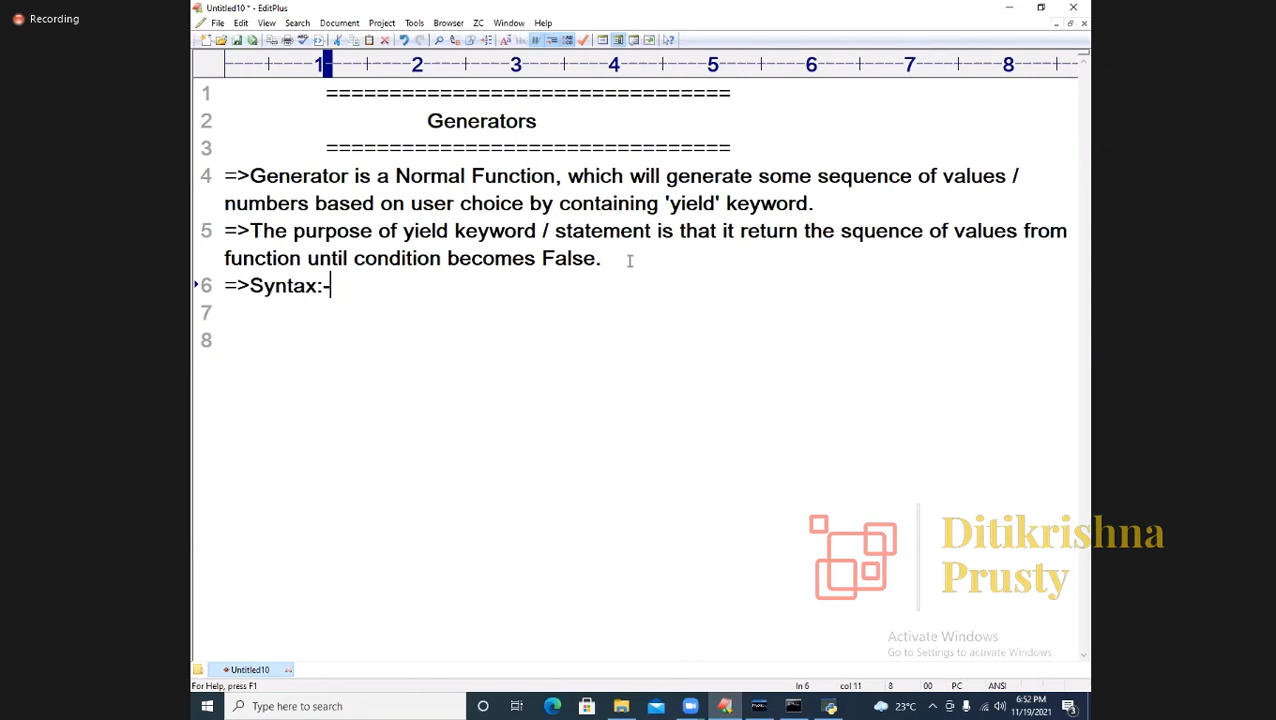 Recording
Untitled10 * - EditPlus
File Edit View Search Document Project Tools Browser ZC Window Help
1 2 3 4 5 6 7 8
1 ================================
2 Generators
3 ================================
4 =>Generator is a Normal Function, which will generate some sequence of values /
numbers based on user choice by containing 'yield' keyword.
5 =>The purpose of yield keyword / statement is that it return the squence of values from
function until condition becomes False.
6 =>Syntax:-
7
8
Ditikrishna
Prusty
Activate Windows
Go to Settings to activate Windows.
Untitled10
For Help, press F1 ln 6 col 11 8 00 PC ANSI
Type here to search 23°C 6:52 PM
11/19/2021 3